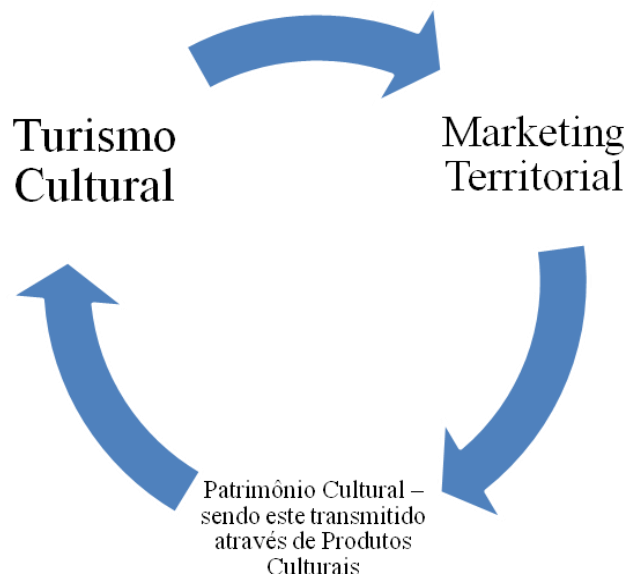 Turismo
Cultural
Marketing
Territorial
Patrimônio Cultural –
sendo este transmitido
através de Produtos
Culturais